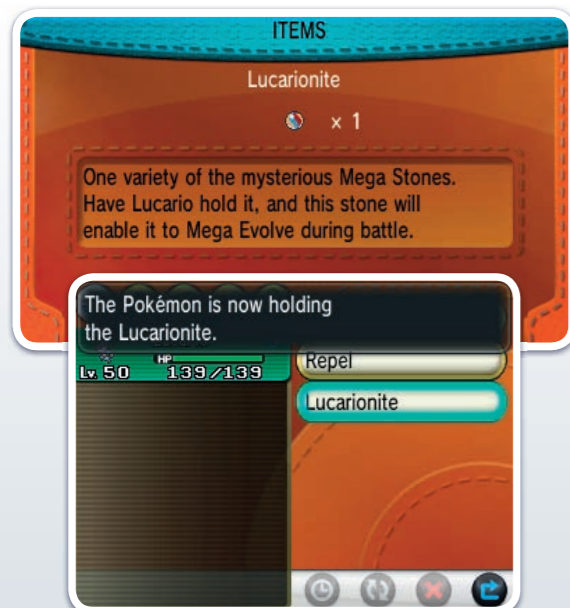 ITEMS
Lucarionite
× 1
One variety of the mysterious Mega Stones.
Have Lucario hold it, and this stone will
enable it to Mega Evolve during battle.
The Pokémon is now holding
the Lucarionite.
HP
Lv. 50 139/139
Repel
Lucarionite